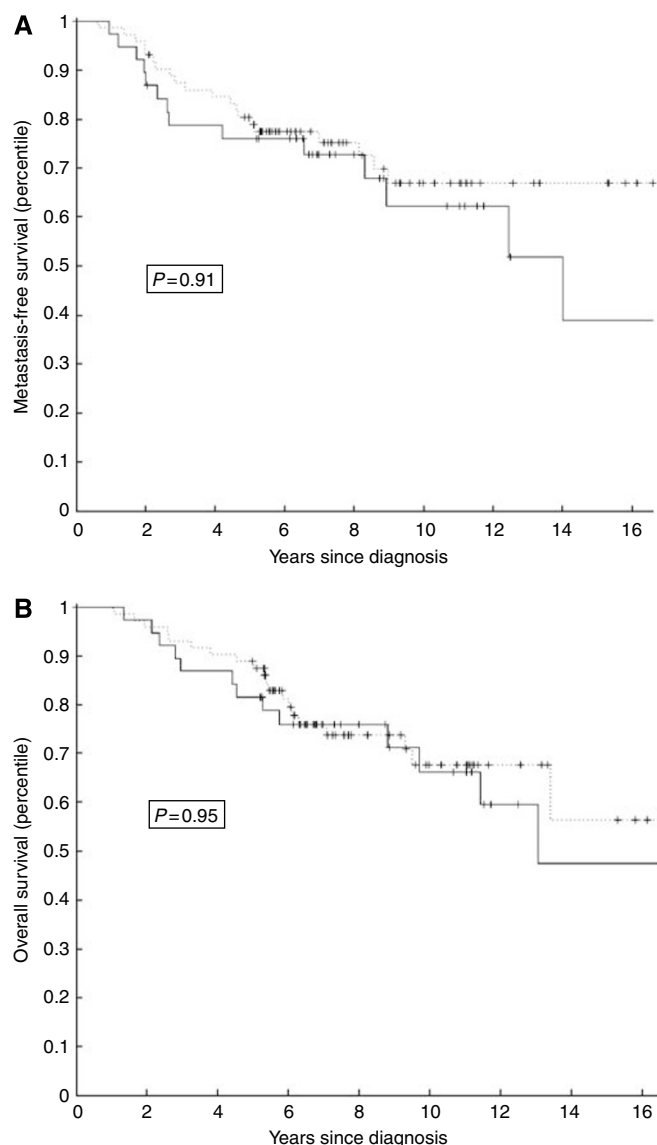 A
1
0.9
0.8
0.7
0.6
0.5
0.4
0.3
0.2
0.1
0
Metastasis-free survival (percentile)
P=0.91
0 2 4 6 8 10 12 14 16
Years since diagnosis
B
1
0.9
0.8
0.7
0.6
0.5
0.4
0.3
0.2
0.1
0
Overall survival (percentile)
P=0.95
0 2 4 6 8 10 12 14 16
Years since diagnosis